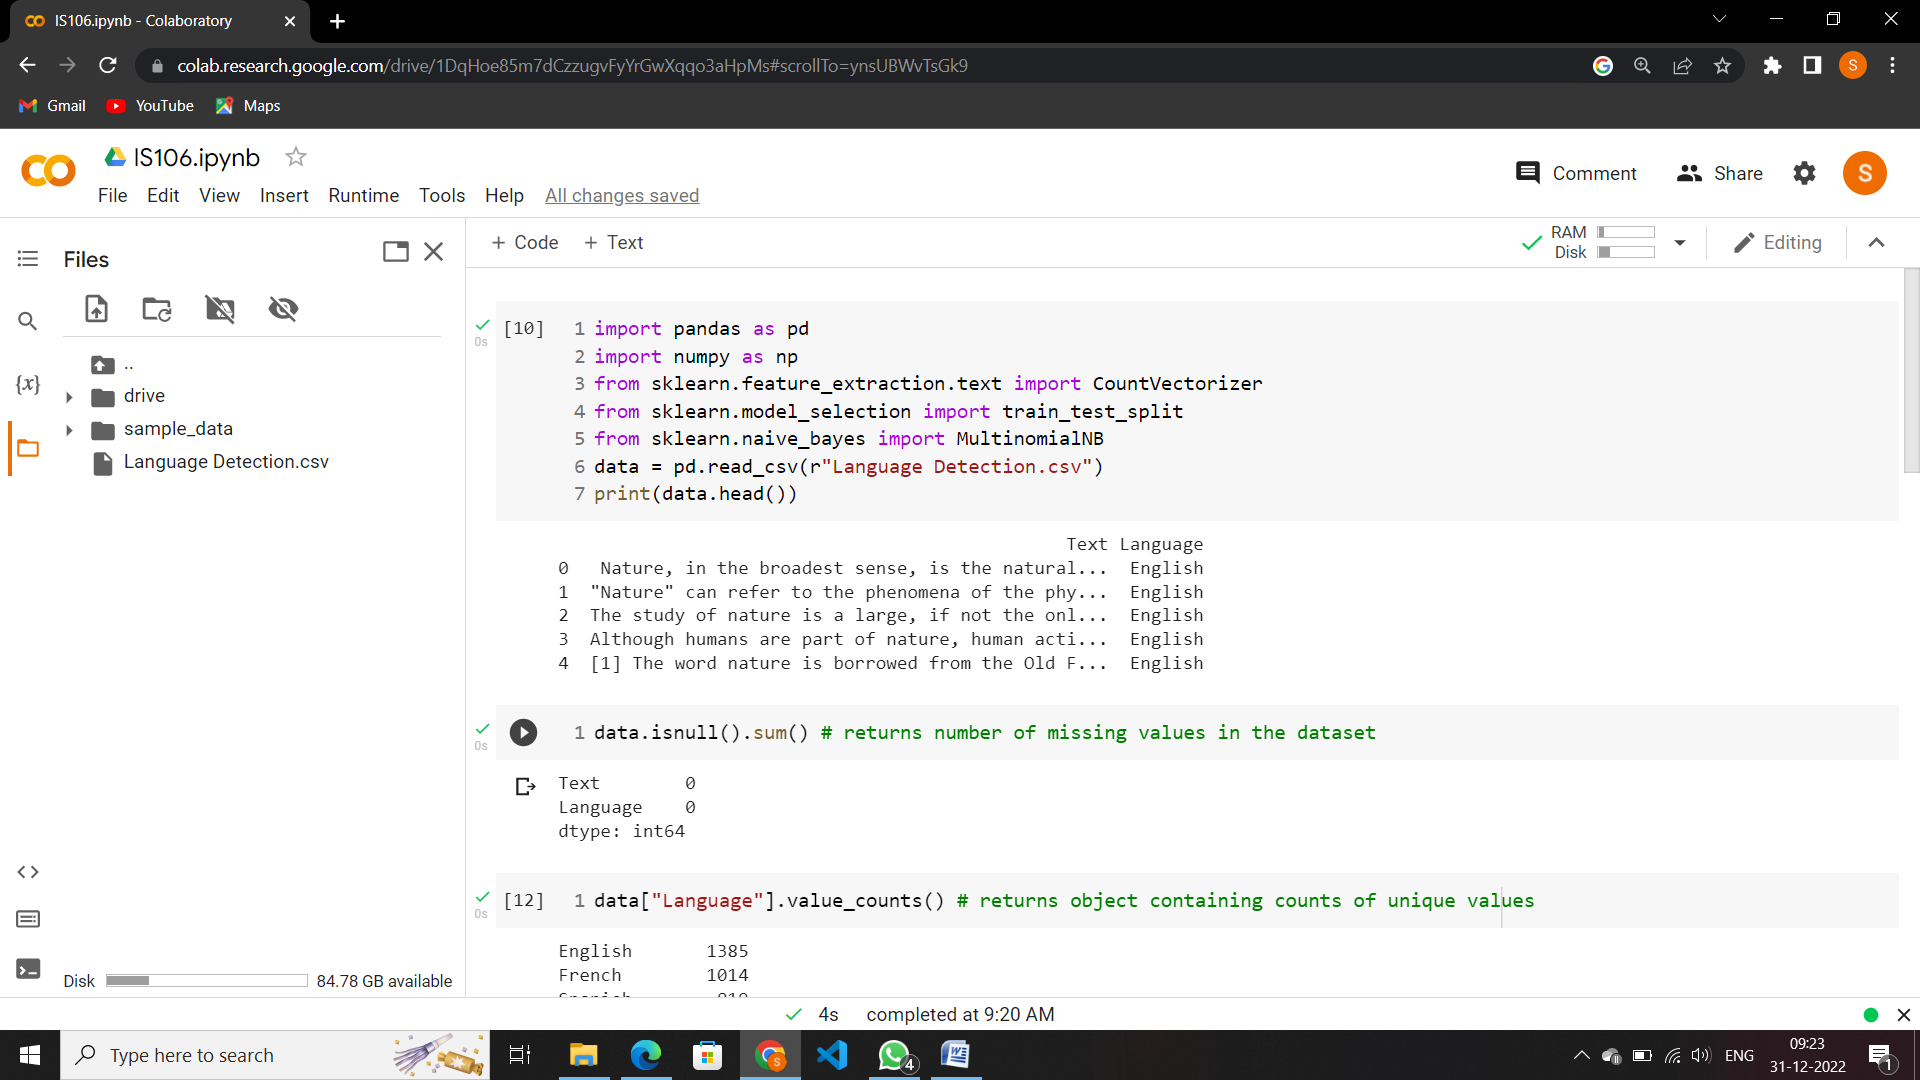 IS106.ipynb - Colaboratory
colab.research.google.com/drive/1DqHoe85m7dCzzugvFyYrGwXqqo3aHpMs#scrollTo=ynsUBWvTsGk9
S
Gmail YouTube Maps
IS106.ipynb
Comment Share S
File Edit View Insert Runtime Tools Help All changes saved
Files
+ Code + Text
RAM
Disk
Editing
{x}
..
drive
sample_data
Language Detection.csv
0s
[10]
1 import pandas as pd
2 import numpy as np
3 from sklearn.feature_extraction.text import CountVectorizer
4 from sklearn.model_selection import train_test_split
5 from sklearn.naive_bayes import MultinomialNB
6 data = pd.read_csv(r"Language Detection.csv")
7 print(data.head())
Text Language
0 Nature, in the broadest sense, is the natural... English
1 "Nature" can refer to the phenomena of the phy... English
2 The study of nature is a large, if not the onl... English
3 Although humans are part of nature, human acti... English
4 [1] The word nature is borrowed from the Old F... English
0s
1 data.isnull().sum() # returns number of missing values in the dataset
Text 0
Language 0
dtype: int64
0s
[12]
1 data["Language"].value_counts() # returns object containing counts of unique values
English 1385
French 1014
Disk 84.78 GB available
4s completed at 9:20 AM
Type here to search
4
ENG
09:23
31-12-2022
1